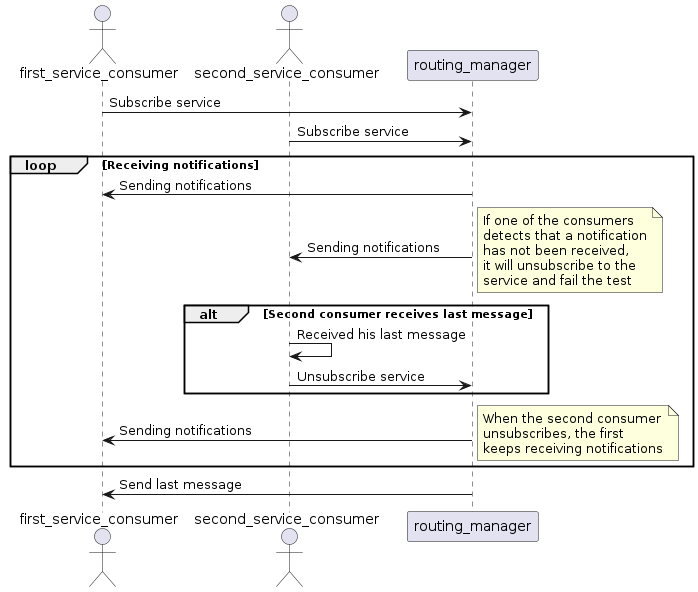 first_service_consumer
second_service_consumer
routing_manager
Subscribe service
Subscribe service
loop
[Receiving notifications]
Sending notifications
If one of the consumers
detects that a notification
has not been received,
it will unsubscribe to the
service and fail the test
Sending notifications
alt
[Second consumer receives last message]
Received his last message
Unsubscribe service
When the second consumer
unsubscribes, the first
keeps receiving notifications
Sending notifications
Send last message
first_service_consumer
second_service_consumer
routing_manager